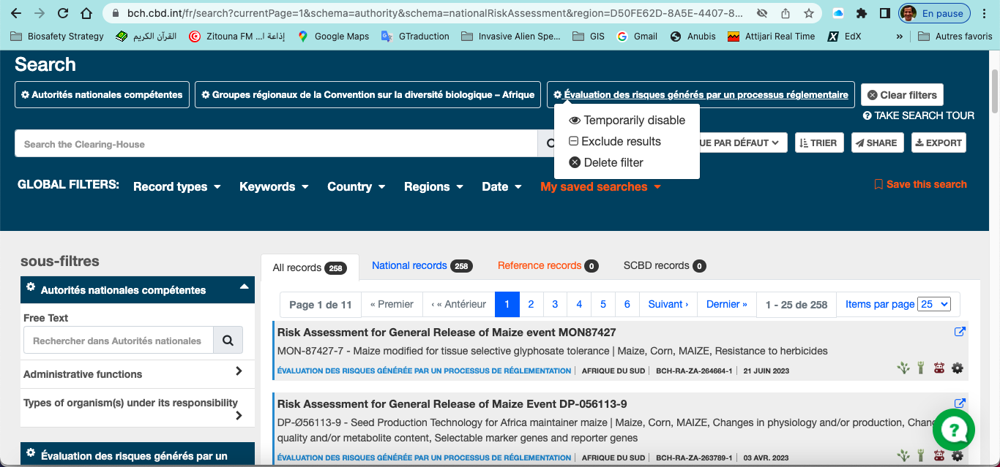 bch.cbd.int/fr/search?currentPage=1&schema=authority&schema=nationalRiskAssessment&region=D50FE62D-8A5E-4407-8...
En pause
Biosafety Strategy
القرآن الكريم
Zitouna FM ... إذاعة ا
Google Maps
GTraduction
Invasive Alien Spe...
GIS
Gmail
Anubis
Attijari Real Time
EdX
»
Autres favoris
Search
Autorités nationales compétentes
Groupes régionaux de la Convention sur la diversité biologique – Afrique
Évaluation des risques générés par un processus réglementaire
Clear filters
TAKE SEARCH TOUR
Temporarily disable
Exclude results
Delete filter
Search the Clearing-House
UE PAR DÉFAUT
TRIER
SHARE
EXPORT
GLOBAL FILTERS:
Record types
Keywords
Country
Regions
Date
My saved searches
Save this search
sous-filtres
Autorités nationales compétentes
Free Text
Rechercher dans Autorités nationales
Administrative functions
Types of organism(s) under its responsibility
Évaluation des risques générés par un
All records 258
National records 258
Reference records 0
SCBD records 0
Page 1 de 11
« Premier
‹ « Antérieur
1
2
3
4
5
6
Suivant ›
Dernier »
1 - 25 de 258
Items par page 25
Risk Assessment for General Release of Maize event MON87427
MON-87427-7 - Maize modified for tissue selective glyphosate tolerance | Maize, Corn, MAIZE, Resistance to herbicides
ÉVALUATION DES RISQUES GÉNÉRÉE PAR UN PROCESSUS DE RÉGLEMENTATION | AFRIQUE DU SUD | BCH-RA-ZA-264664-1 | 21 JUIN 2023
Risk Assessment for General Release of Maize Event DP-056113-9
DP-Ø56113-9 - Seed Production Technology for Africa maintainer maize | Maize, Corn, MAIZE, Changes in physiology and/or production, Chan
quality and/or metabolite content, Selectable marker genes and reporter genes
ÉVALUATION DES RISQUES GÉNÉRÉE PAR UN PROCESSUS DE RÉGLEMENTATION | AFRIQUE DU SUD | BCH-RA-ZA-263789-1 | 03 AVR. 2023